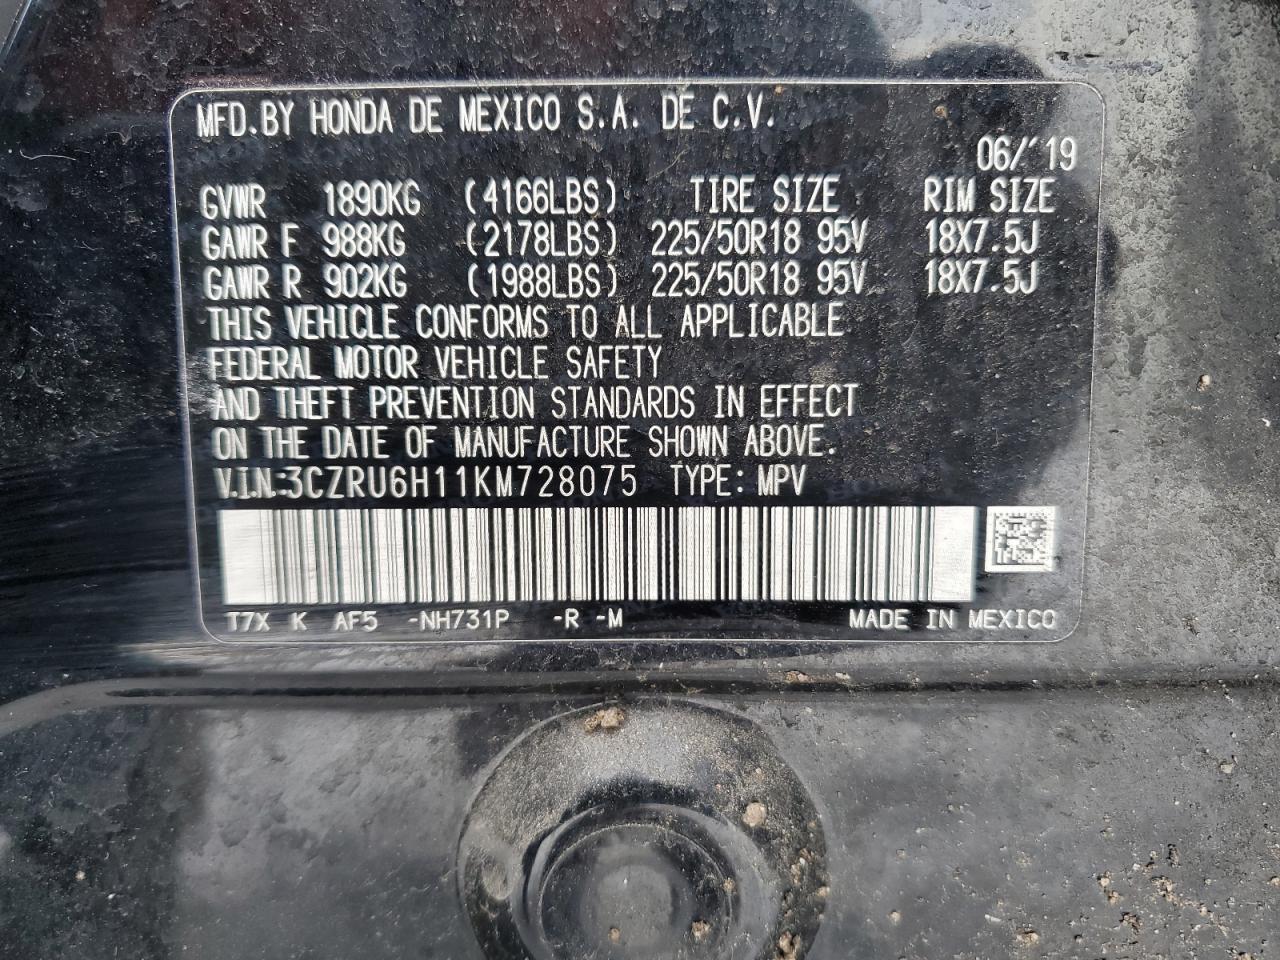 MFD.BY HONDA DE MEXICO S.A. DE C.V.
06/'19
GVWR 1890KG (4166LBS) TIRE SIZE RIM SIZE
GAWR F 988KG (2178LBS) 225/50R18 95V 18X7.5J
GAWR R 902KG (1988LBS) 225/50R18 95V 18X7.5J
THIS VEHICLE CONFORMS TO ALL APPLICABLE
FEDERAL MOTOR VEHICLE SAFETY
AND THEFT PREVENTION STANDARDS IN EFFECT
ON THE DATE OF MANUFACTURE SHOWN ABOVE.
V.I.N.:3CZRU6H11KM728075 TYPE: MPV
T7X K AF5 -NH731P -R -M MADE IN MEXICO